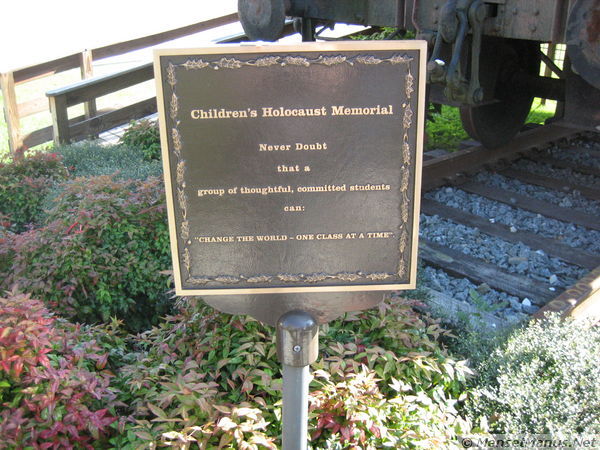 Children's Holocaust Memorial
Never Doubt
that a
group of thoughtful, committed students
can:
"CHANGE THE WORLD – ONE CLASS AT A TIME".
© MenselManus.Net